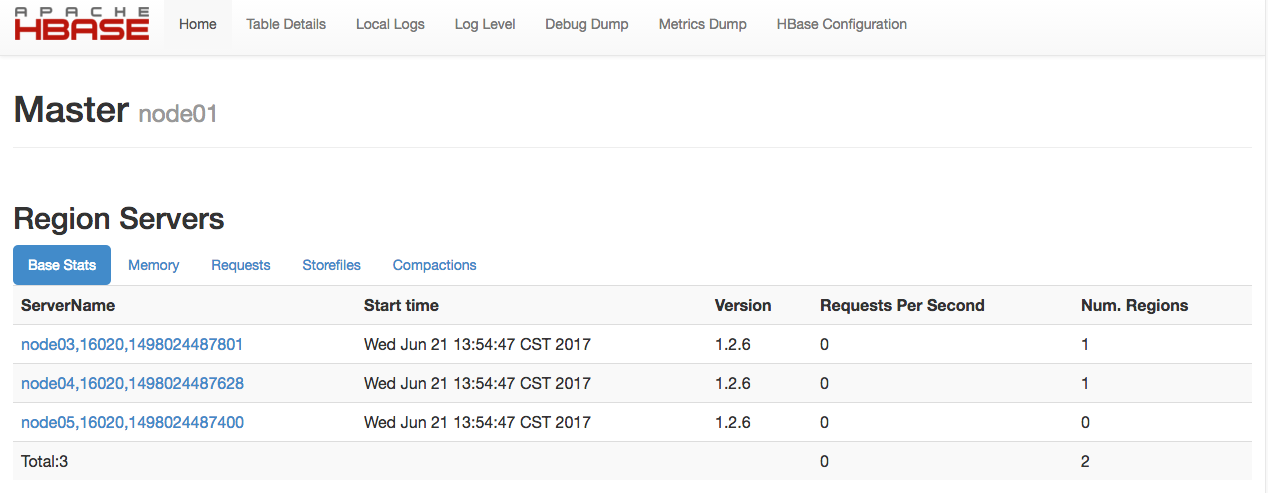 APACHE
HBASE Home Table Details Local Logs Log Level Debug Dump Metrics Dump HBase Configuration
Master node01
Region Servers
Base Stats Memory Requests Storefiles Compactions
ServerName Start time Version Requests Per Second Num. Regions
node03,16020,1498024487801 Wed Jun 21 13:54:47 CST 2017 1.2.6 0 1
node04,16020,1498024487628 Wed Jun 21 13:54:47 CST 2017 1.2.6 0 1
node05,16020,1498024487400 Wed Jun 21 13:54:47 CST 2017 1.2.6 0 0
Total:3 0 2